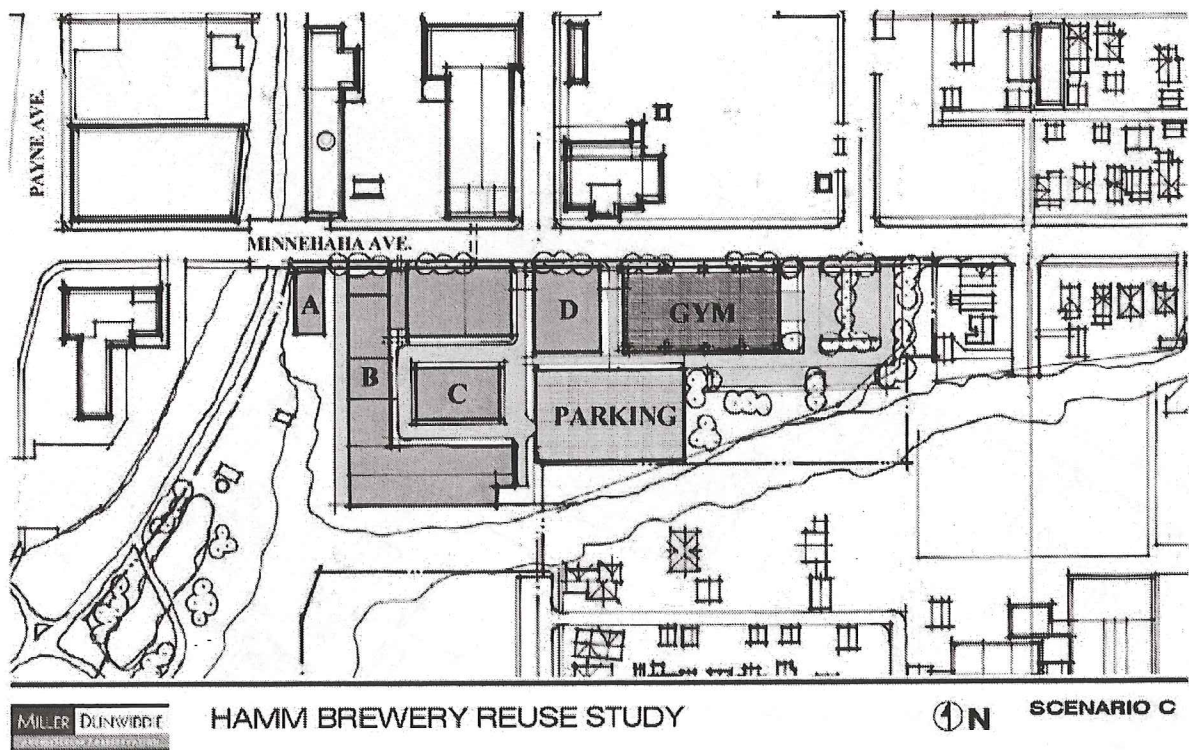 PAYNE AVE.
MINNEHAHA AVE.
A
D
GYM
B
C
PARKING
MILLER DUNWIDDIE
HAMM BREWERY REUSE STUDY
N
SCENARIO C